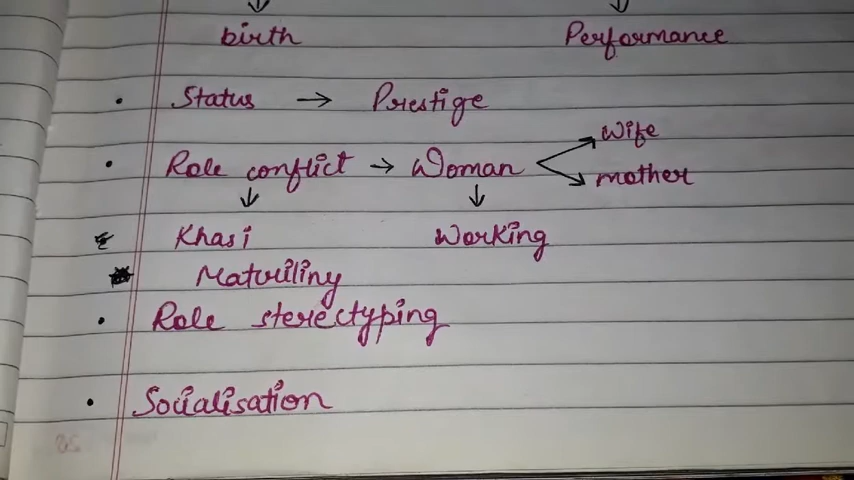 birth Performance
• Status → Prestige
• Role conflict → Woman → Wife
→ mother
↓ ↓
Khasi Working
Matriliny
• Role sterectyping
• Socialisation